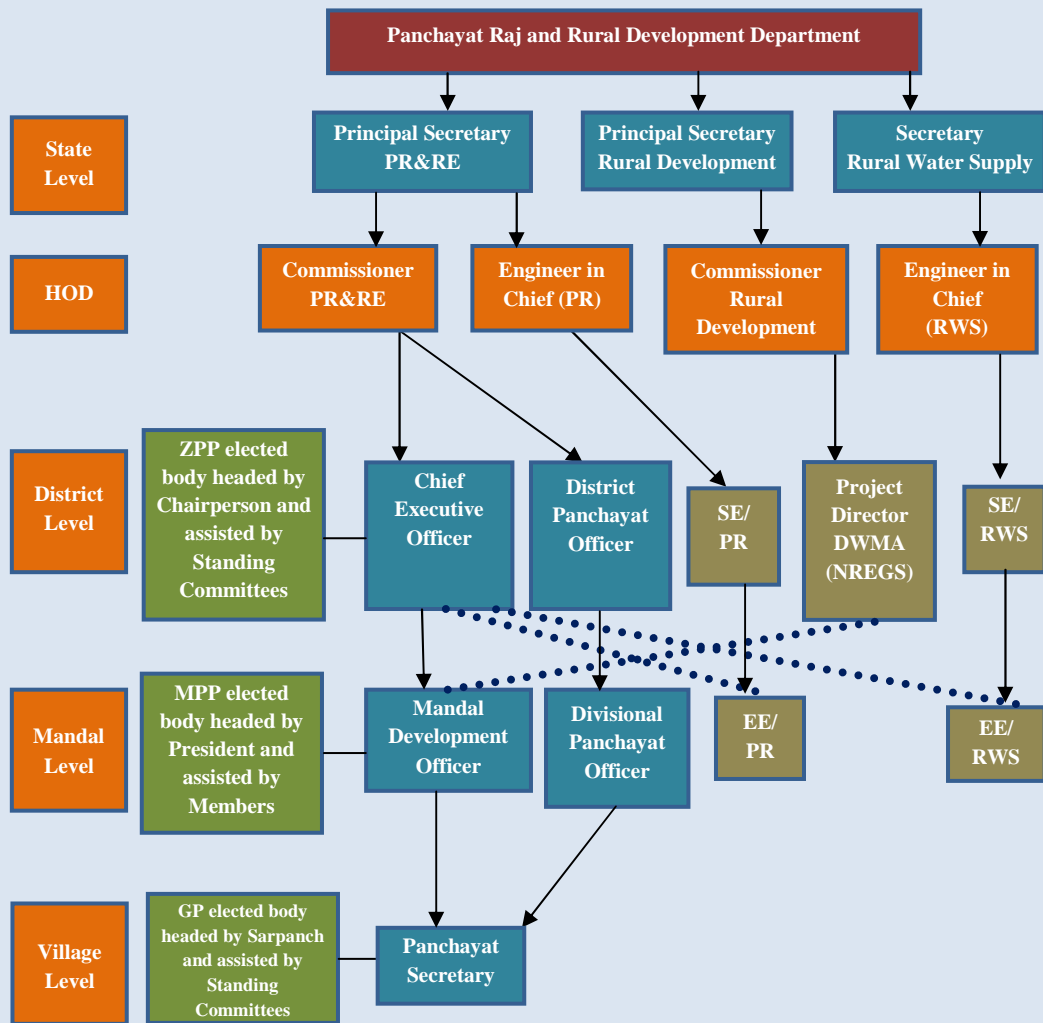 Panchayat Raj and Rural Development Department
State
Level
Principal Secretary
PR&RE
Principal Secretary
Rural Development
Secretary
Rural Water Supply
HOD
Commissioner
PR&RE
Engineer in
Chief (PR)
Commissioner
Rural
Development
Engineer in
Chief
(RWS)
District
Level
ZPP elected
body headed by
Chairperson and
assisted by
Standing
Committees
Chief
Executive
Officer
District
Panchayat
Officer
SE/
PR
Project
Director
DWMA
(NREGS)
SE/
RWS
Mandal
Level
MPP elected
body headed by
President and
assisted by
Members
Mandal
Development
Officer
Divisional
Panchayat
Officer
EE/
PR
EE/
RWS
Village
Level
GP elected body
headed by Sarpanch
and assisted by
Standing
Committees
Panchayat
Secretary